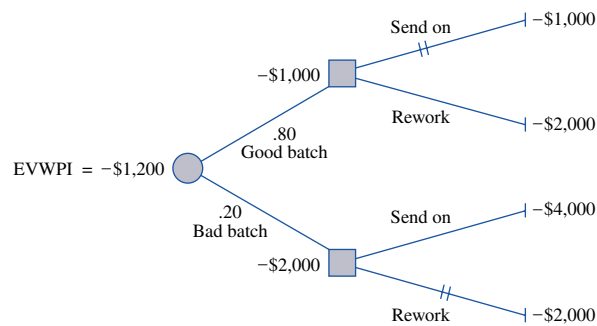 Send on
−$1,000
−$1,000
Rework
−$2,000
.80
Good batch
EVWPI = −$1,200
.20
Bad batch
Send on
−$4,000
−$2,000
Rework
−$2,000